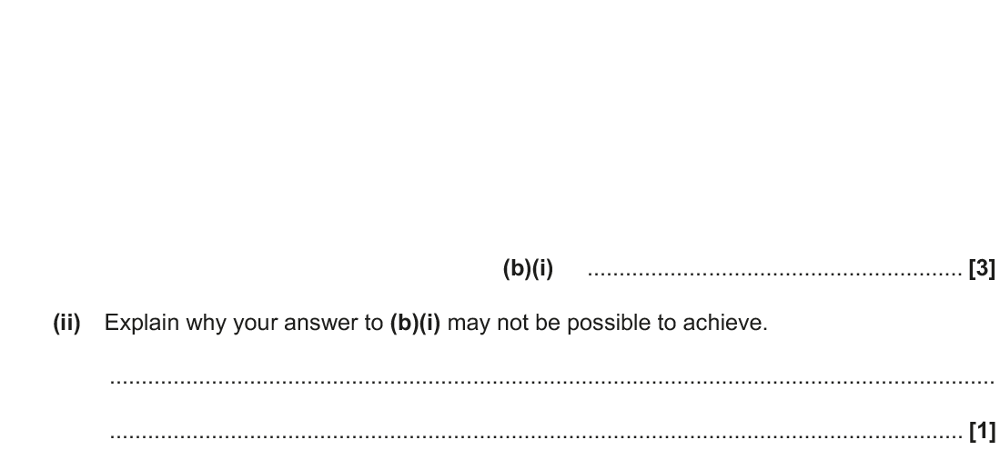 (b)(i) .......................................................... [3]
(ii) Explain why your answer to (b)(i) may not be possible to achieve.
..........................................................................................................................................
..................................................................................................................................... [1]